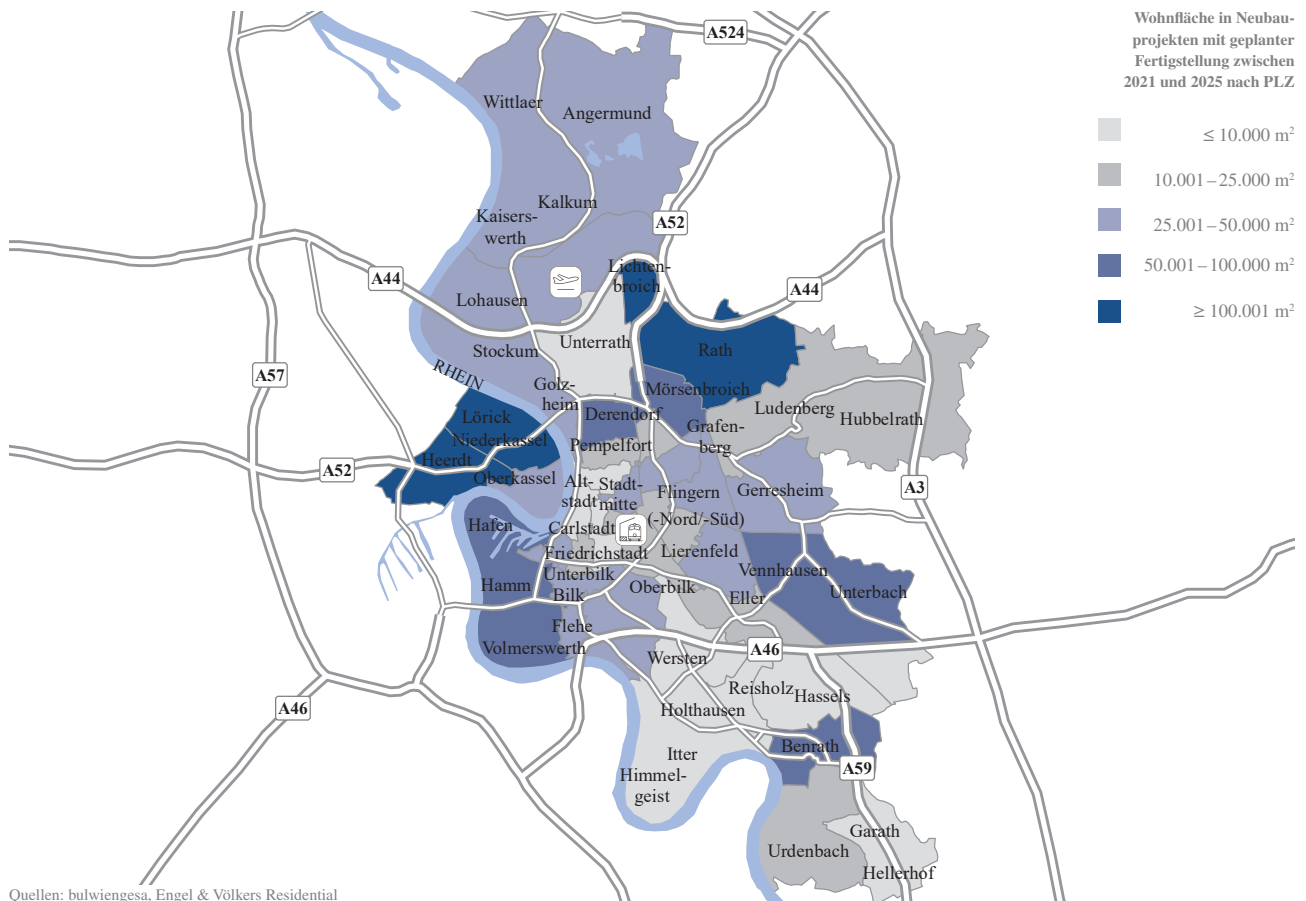 Wohnfläche in Neubau-
projekten mit geplanter
Fertigstellung zwischen
2021 und 2025 nach PLZ
≤ 10.000 m²
10.001–25.000 m²
25.001–50.000 m²
50.001–100.000 m²
≥ 100.001 m²
A524
Wittlaer
Angermund
Kalkum
Kaisers-
werth
A52
A44
Lichten-
broich
A44
Lohausen
Unterrath
Stockum
Rath
RHEIN
A57
Golz-
heim
Mörsenbroich
Derendorf
Ludenberg
Hubbelrath
Lörick
Niederkassel
Grafen-
berg
Pempelfort
Heerdt
A52
Oberkassel
Alt-
stadt
Stadt-
mitte
Flingern
(-Nord/-Süd)
Gerresheim
A3
Hafen
Carlstadt
Friedrichstadt
Lierenfeld
Unterbilk
Vennhausen
Hamm
Bilk
Oberbilk
Eller
Unterbach
Flehe
Volmerswerth
A46
Wersten
Reisholz
Hassels
Holthausen
A46
Benrath
Itter
Himmel-
geist
A59
Garath
Urdenbach
Hellerhof
Quellen: bulwiengesa, Engel & Völkers Residential